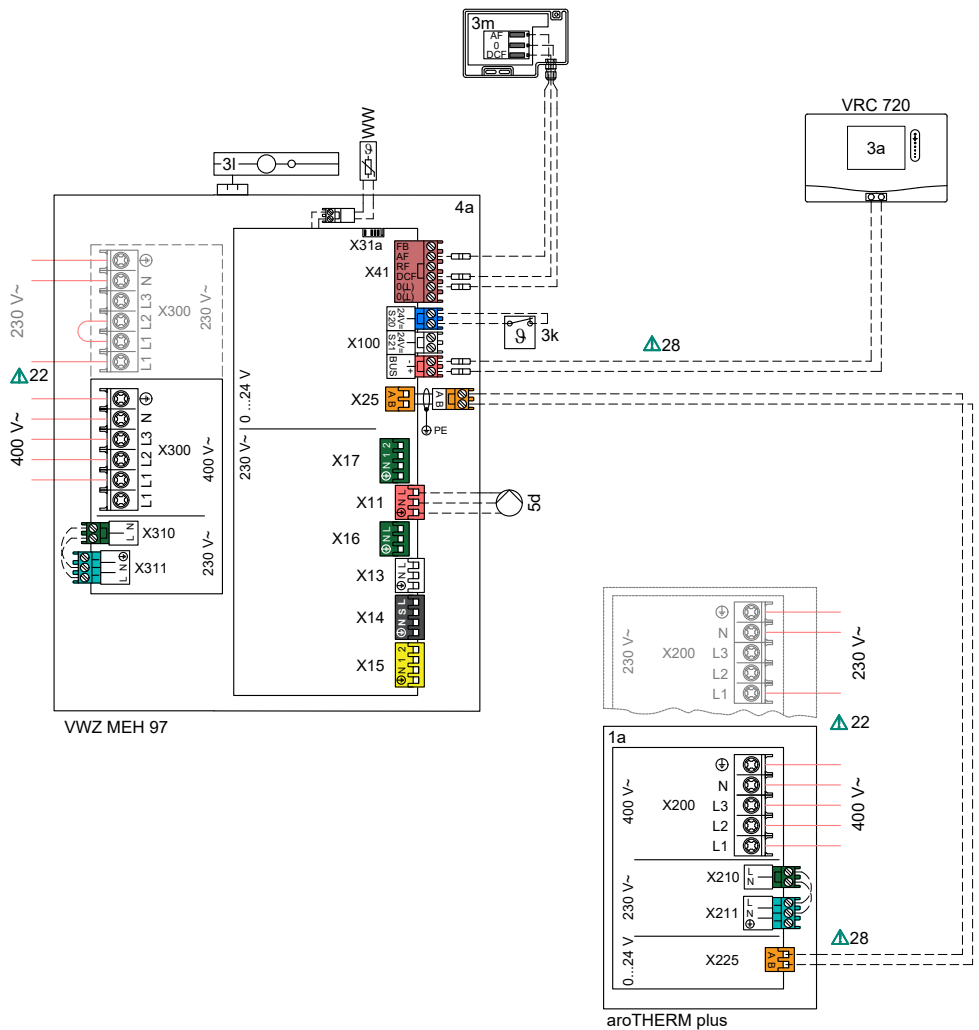 3m
AF
0
DCF
VRC 720
3a
WW
ϑ
3l
4a
X31a
X41
FB
AF
RF
DCF
0(⊥)
0(⊥)
X100
24V=
S20
24V=
S21
BUS
- +
ϑ
3k
28
X25
A
B
A
B
PE
0...24 V
230 V~
X17
N 1 2
X11
N L
5d
X16
N L
X13
N L
X14
N S L
X15
N 1 2
230 V~
N
L3
L2
L1
L1
X300
230 V~
22
400 V~
N
L3
L2
L1
L1
X300
400 V~
L N
X310
L N
X311
230 V~
VWZ MEH 97
230 V~
X200
N
L3
L2
L1
230 V~
22
1a
400 V~
X200
N
L3
L2
L1
400 V~
230 V~
X210
L
N
X211
L
N
28
0...24 V
X225
A
B
aroTHERM plus